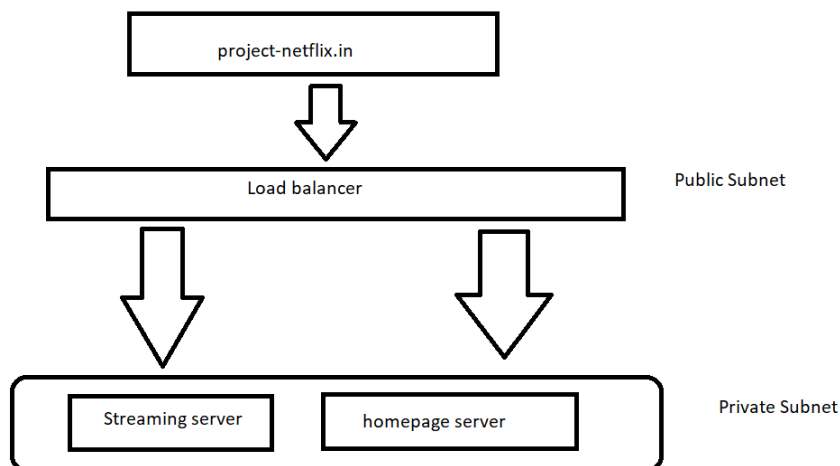 project-netflix.in
Load balancer
Public Subnet
Streaming server
homepage server
Private Subnet